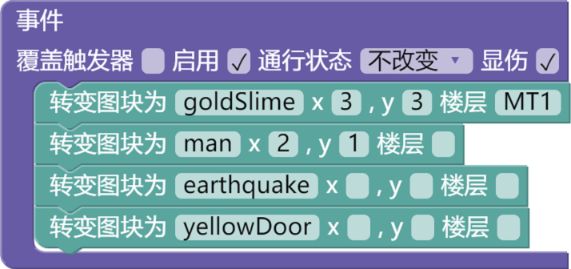 事件
覆盖触发器 启用 ✓ 通行状态 不改变 显伤 ✓
转变图块为 goldSlime x 3 , y 3 楼层 MT1
转变图块为 man x 2 , y 1 楼层
转变图块为 earthquake x , y 楼层
转变图块为 yellowDoor x , y 楼层